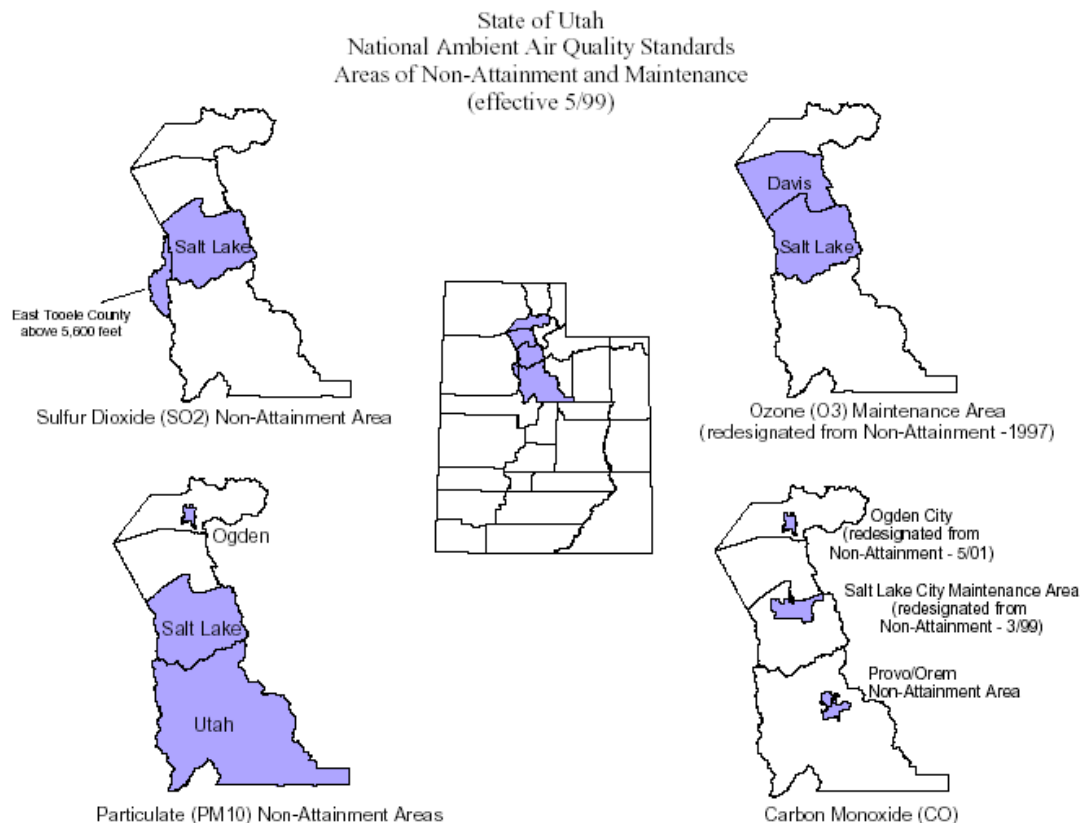 State of Utah
National Ambient Air Quality Standards
Areas of Non-Attainment and Maintenance
(effective 5/99)
Salt Lake
East Tooele County
above 5,600 feet
Sulfur Dioxide (SO2) Non-Attainment Area
Davis
Salt Lake
Ozone (O3) Maintenance Area
(redesignated from Non-Attainment -1997)
Ogden
Salt Lake
Utah
Particulate (PM10) Non-Attainment Areas
Ogden City
(redesignated from
Non-Attainment - 5/01)
Salt Lake City Maintenance Area
(redesignated from
Non-Attainment - 3/99)
Provo/Orem
Non-Attainment Area
Carbon Monoxide (CO)